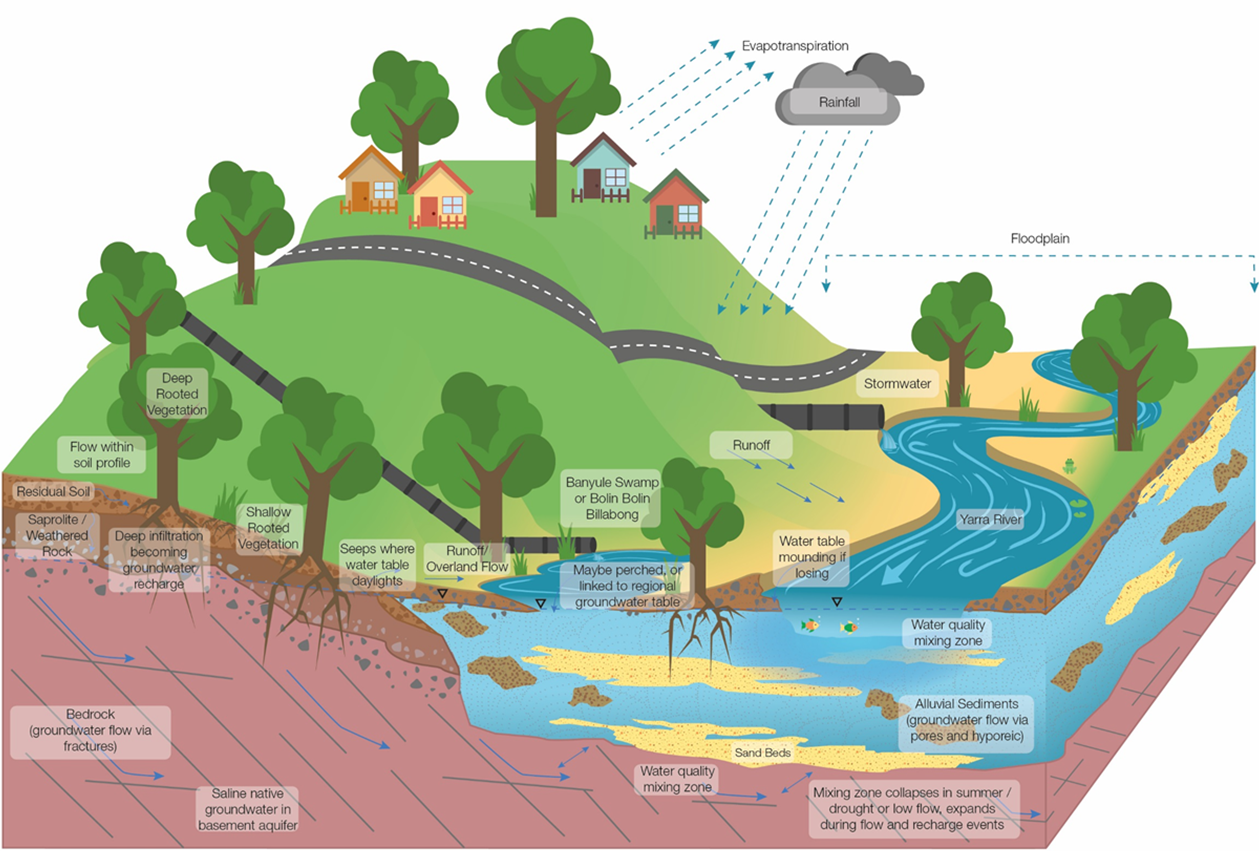 Evapotranspiration
Rainfall
Floodplain
Deep
Rooted
Vegetation
Stormwater
Flow within
soil profile
Runoff
Residual Soil
Banyule Swamp
or Bolin Bolin
Billabong
Saprolite /
Weathered
Rock
Deep infiltration
becoming
groundwater
recharge
Shallow
Rooted
Vegetation
Seeps where
water table
daylights
Runoff/
Overland Flow
Maybe perched, or
linked to regional
groundwater table
Water table
mounding if
losing
Yarra River
Water quality
mixing zone
Bedrock
(groundwater flow via
fractures)
Alluvial Sediments
(groundwater flow via
pores and hyporeic)
Sand Beds
Saline native
groundwater in
basement aquifer
Water quality
mixing zone
Mixing zone collapses in summer /
drought or low flow, expands
during flow and recharge events